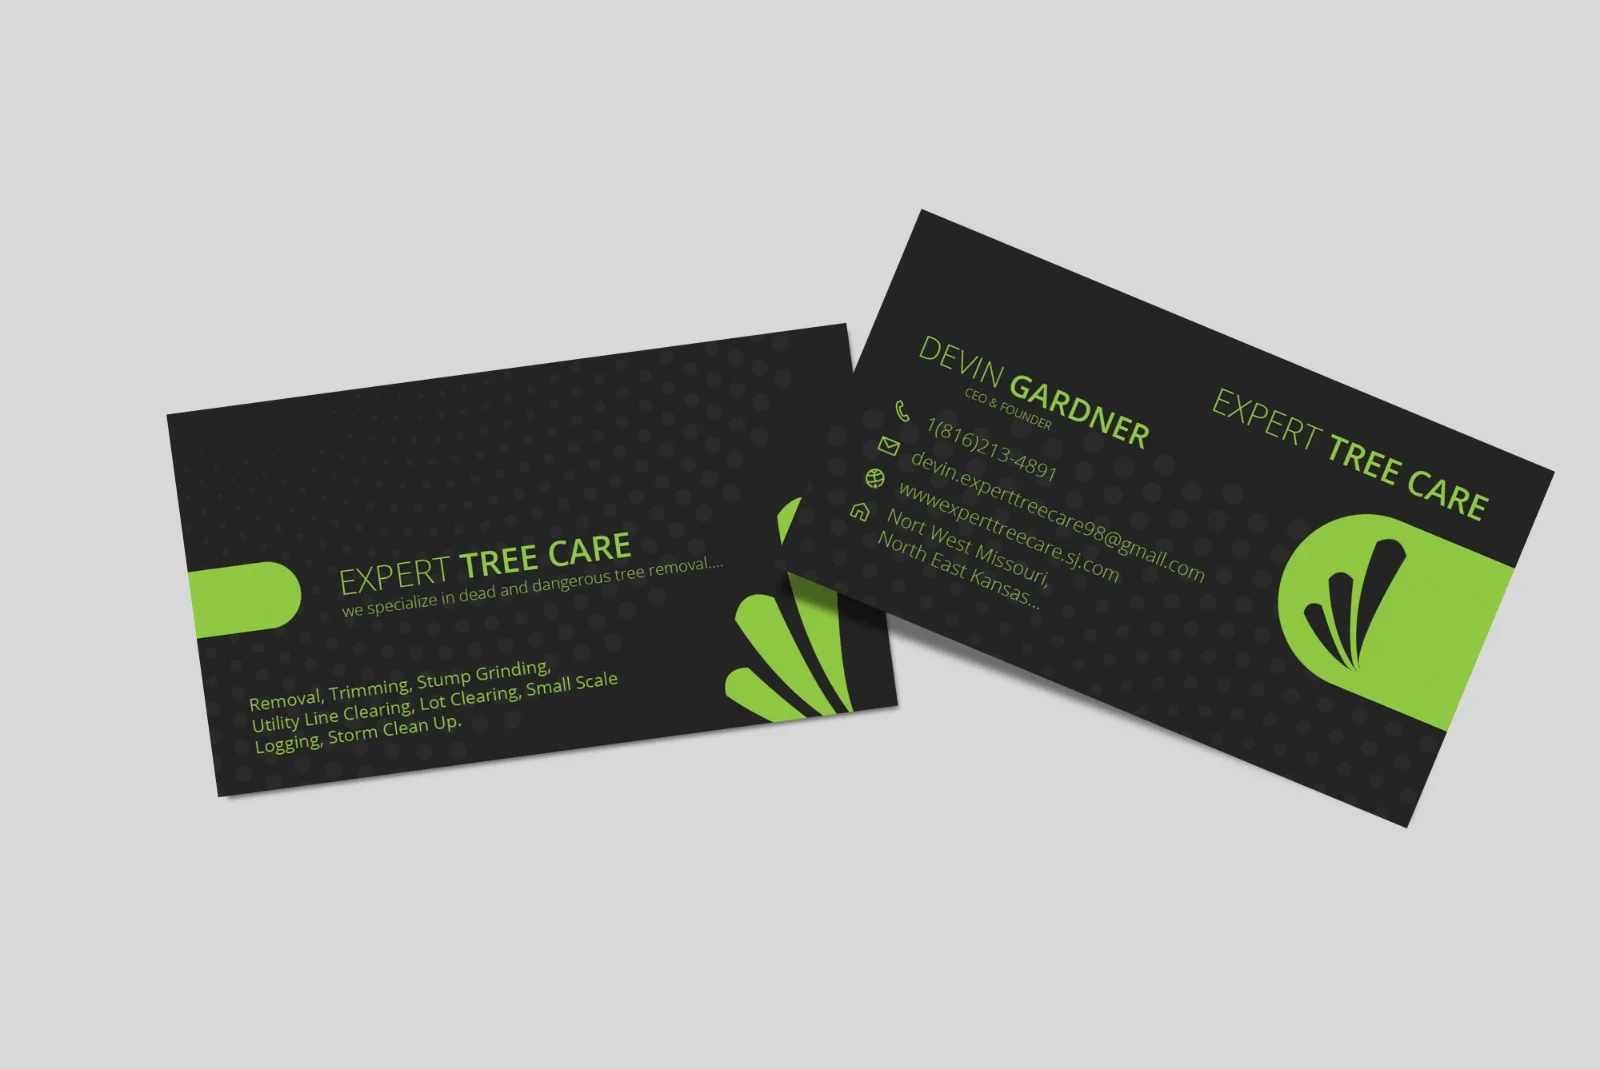 EXPERT TREE CARE
we specialize in dead and dangerous tree removal....
Removal, Trimming, Stump Grinding,
Utility Line Clearing, Lot Clearing, Small Scale
Logging, Storm Clean Up.
DEVIN GARDNER
CEO & FOUNDER
1(816)213-4891
devin.experttreecare98@gmail.com
wwwexperttreecare.sj.com
Nort West Missouri,
North East Kansas...
EXPERT TREE CARE